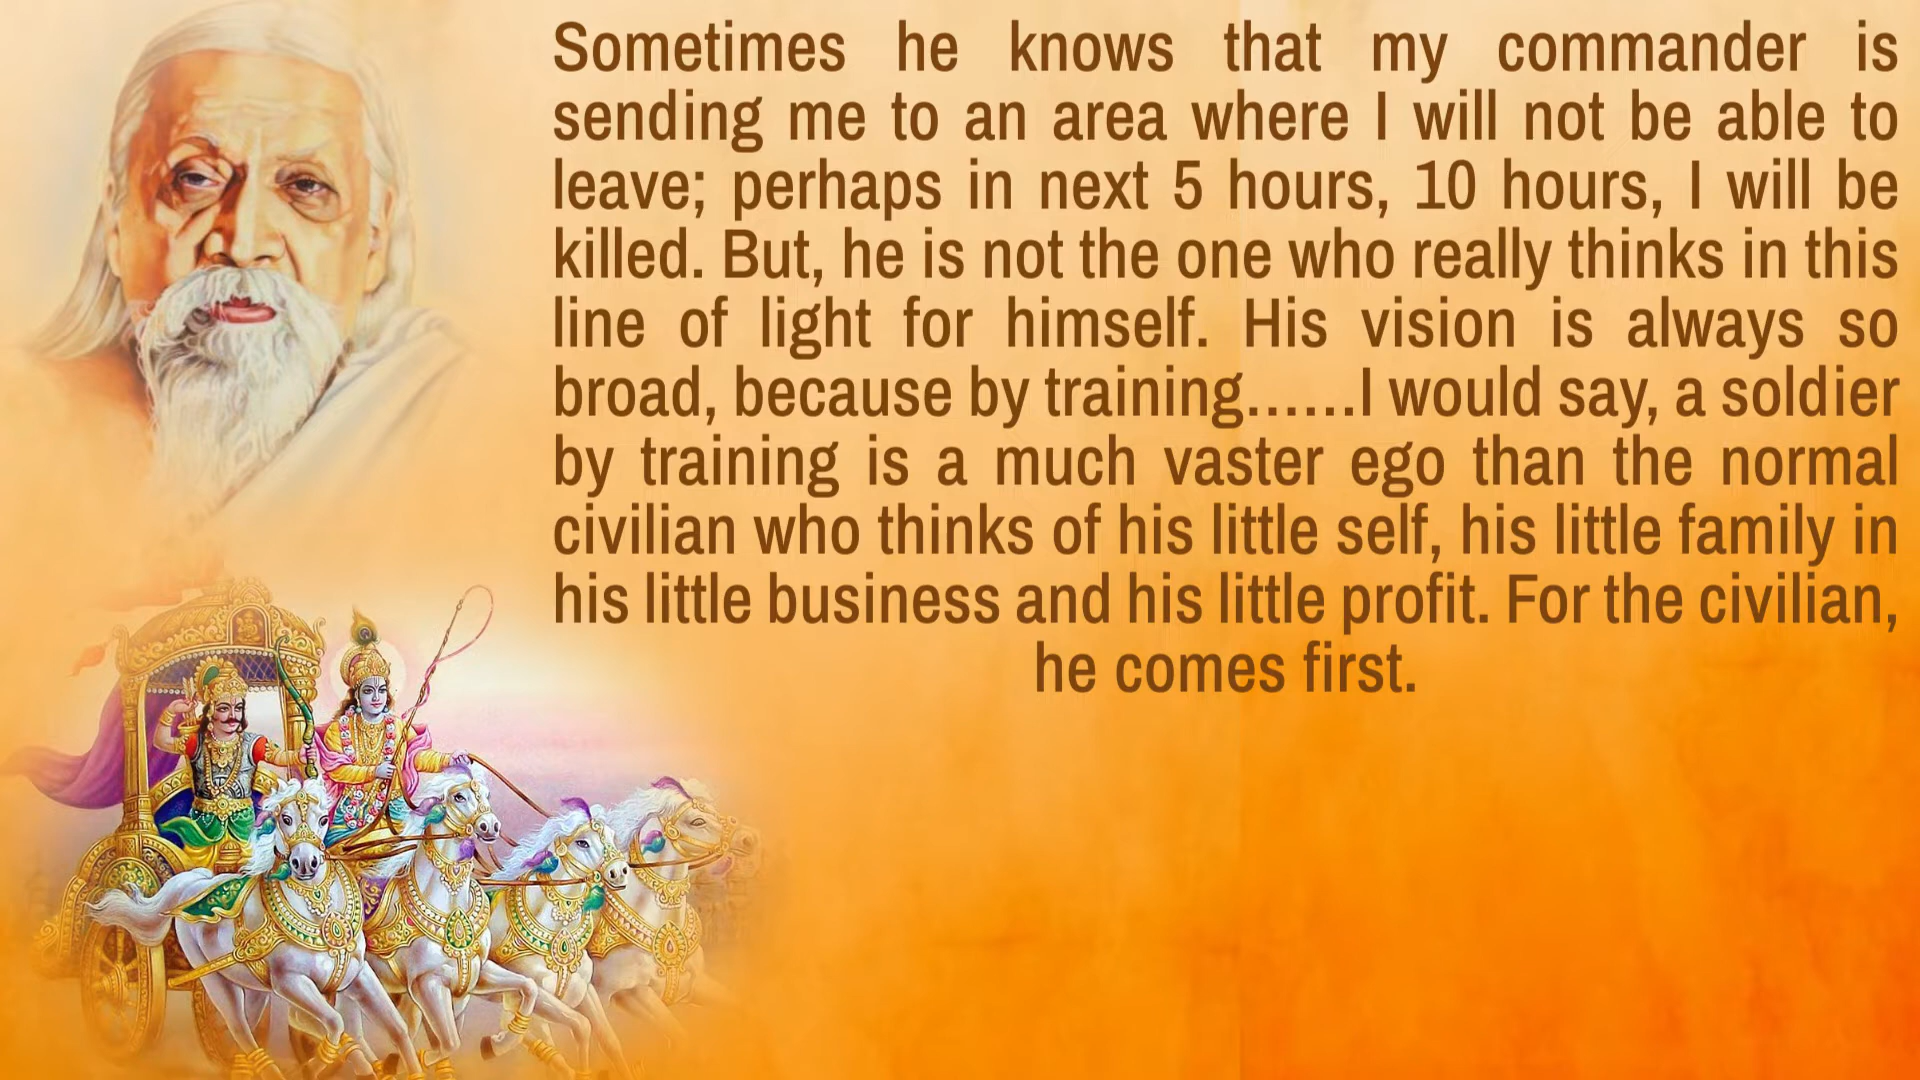 Sometimes he knows that my commander is
sending me to an area where I will not be able to
leave; perhaps in next 5 hours, 10 hours, I will be
killed. But, he is not the one who really thinks in this
line of light for himself. His vision is always so
broad, because by training......I would say, a soldier
by training is a much vaster ego than the normal
civilian who thinks of his little self, his little family in
his little business and his little profit. For the civilian,
he comes first.